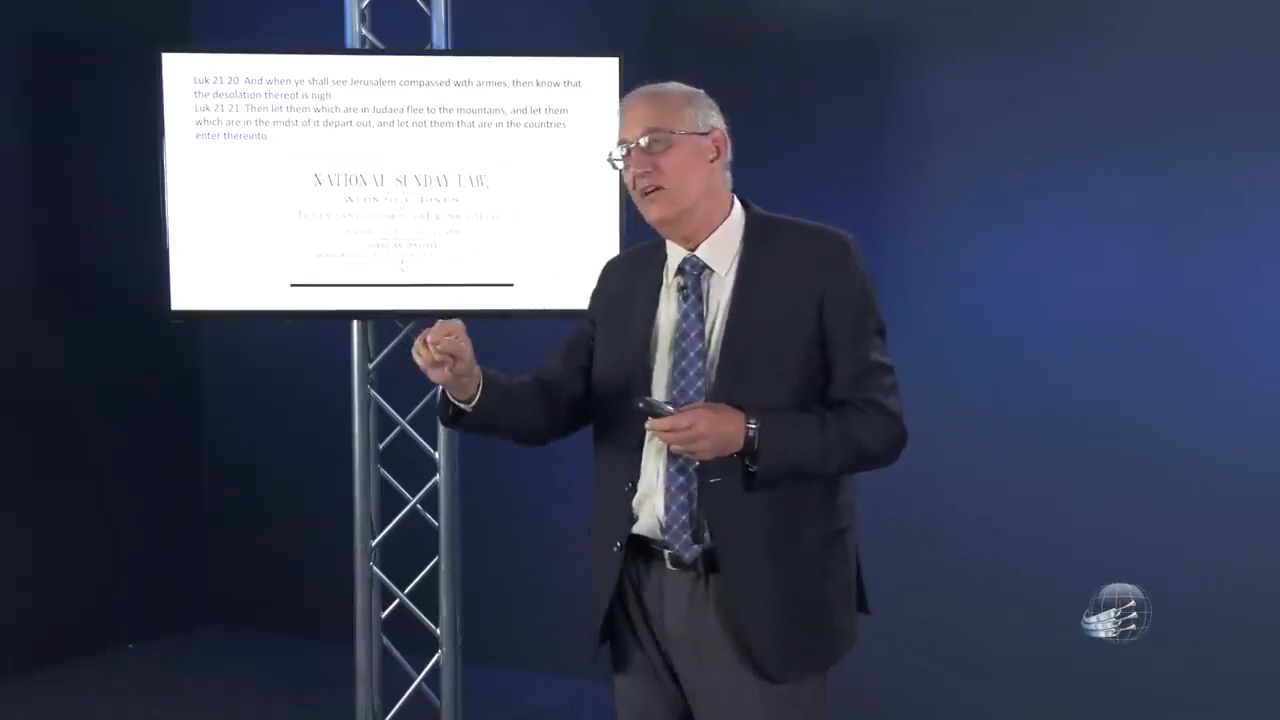 Luk 21 20 And when ye shall see Jerusalem compassed with armies, then know that
the desolation thereof is nigh
Luk 21 21 Then let them which are in Judaea flee to the mountains, and let them
which are in the midst of it depart out, and let not them that are in the countries
enter thereinto
NATIONAL SUNDAY LAW,
JONES